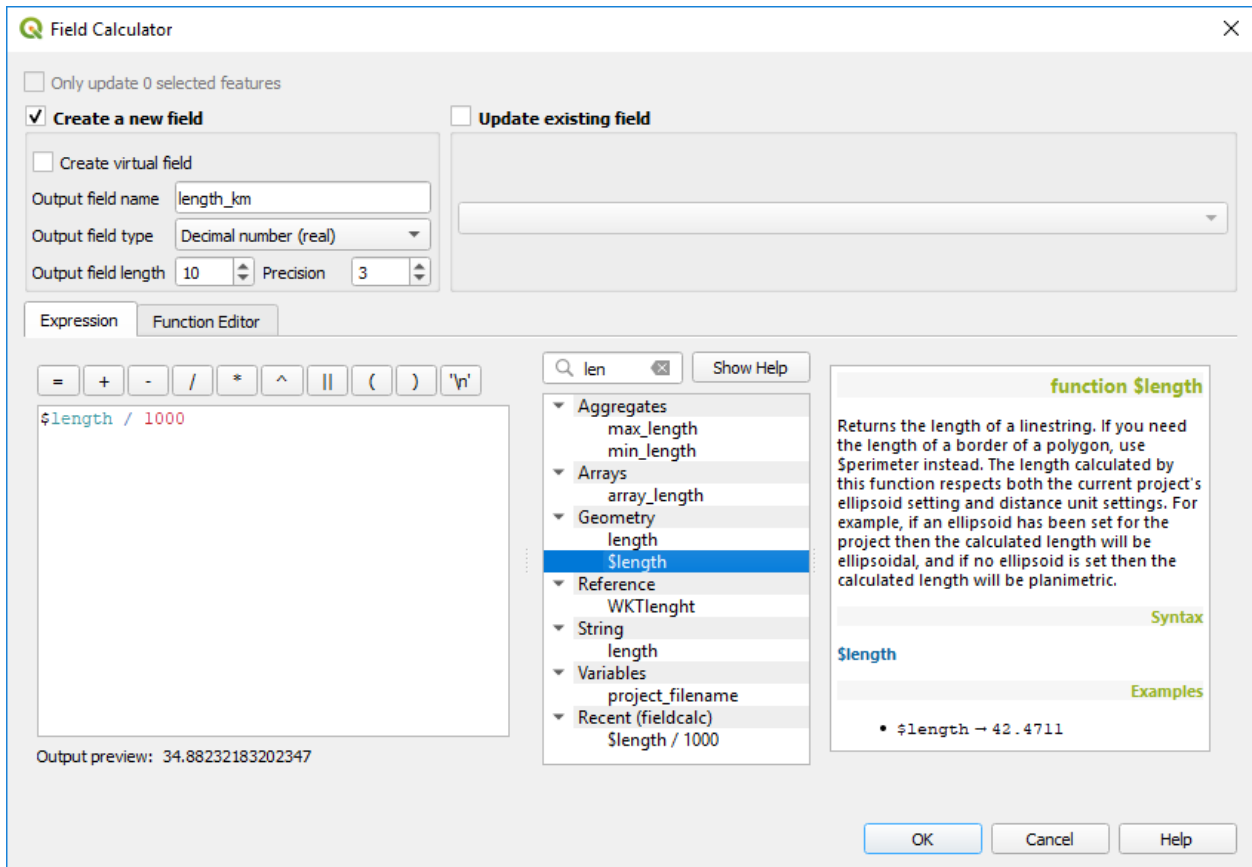 Field Calculator
Only update 0 selected features
Create a new field
Update existing field
Create virtual field
Output field name length_km
Output field type Decimal number (real)
Output field length 10 Precision 3
Expression Function Editor
= + - / * ^ || ( ) '\n'
$length / 1000
Output preview: 34.88232183202347
len Show Help
Aggregates
max_length
min_length
Arrays
array_length
Geometry
length
$length
Reference
WKTlenght
String
length
Variables
project_filename
Recent (fieldcalc)
$length / 1000
function $length
Returns the length of a linestring. If you need
the length of a border of a polygon, use
$perimeter instead. The length calculated by
this function respects both the current project's
ellipsoid setting and distance unit settings. For
example, if an ellipsoid has been set for the
project then the calculated length will be
ellipsoidal, and if no ellipsoid is set then the
calculated length will be planimetric.
Syntax
$length
Examples
• $length → 42.4711
OK Cancel Help